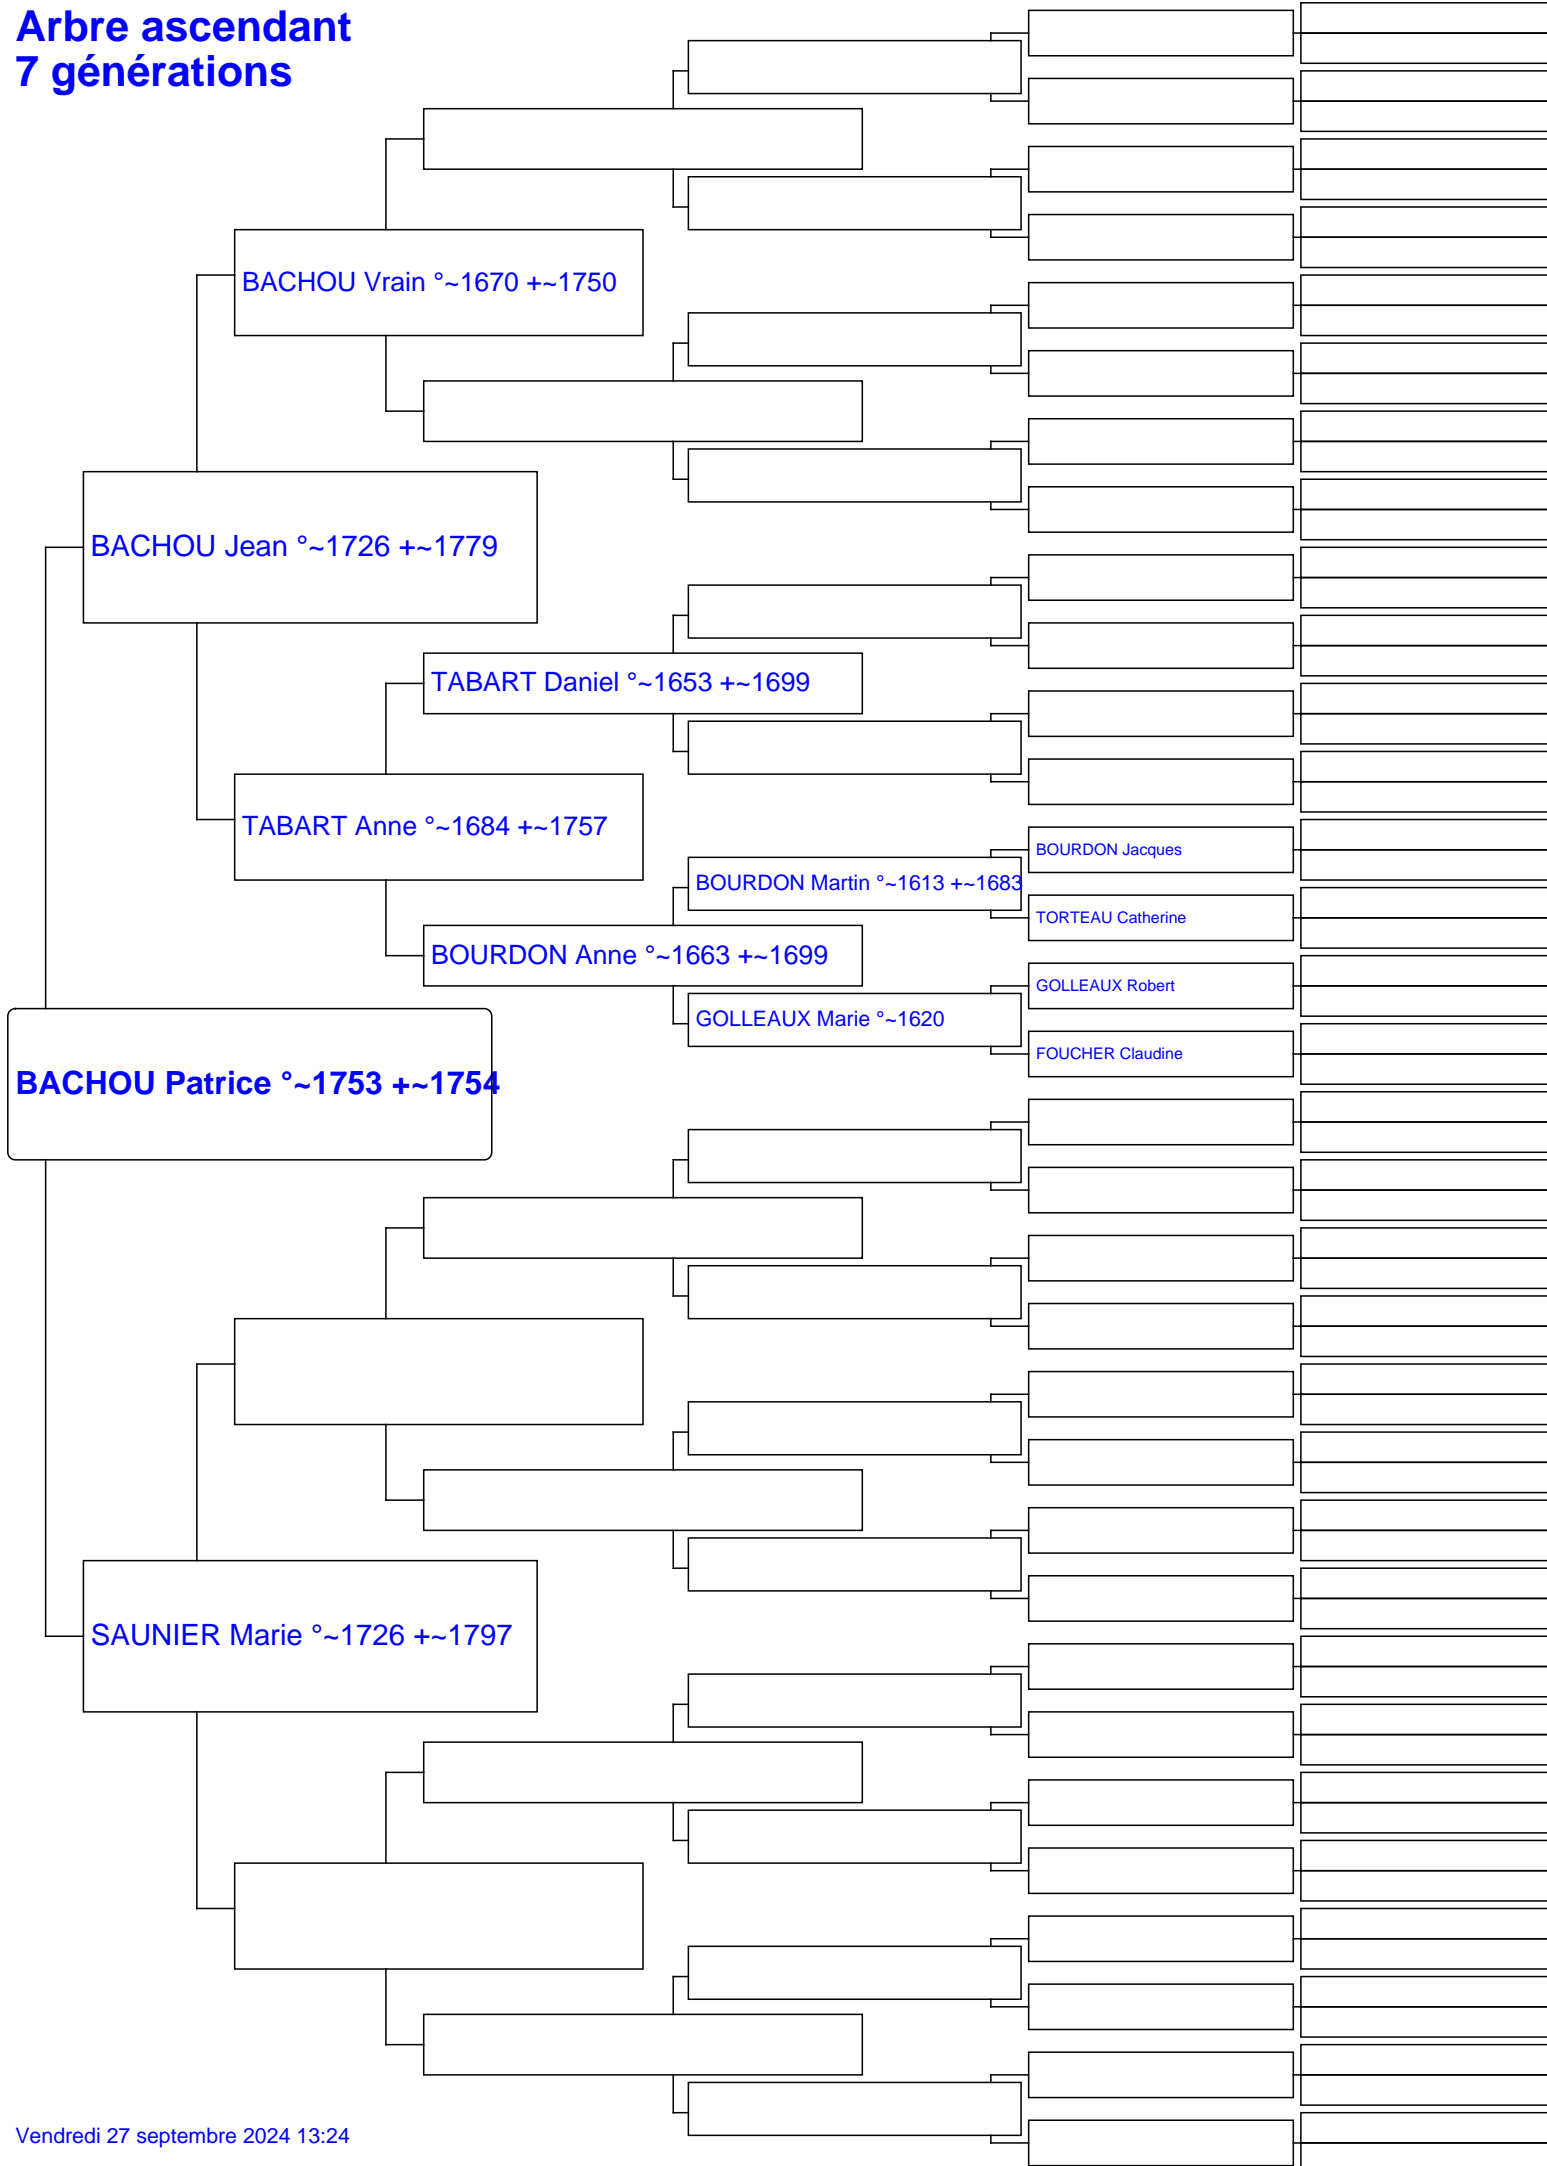 Arbre ascendant
7 générations
BACHOU Vrain °~1670 +~1750
BACHOU Jean °~1726 +~1779
TABART Daniel °~1653 +~1699
TABART Anne °~1684 +~1757
BOURDON Jacques
BOURDON Martin °~1613 +~1683
TORTEAU Catherine
BOURDON Anne °~1663 +~1699
GOLLEAUX Robert
GOLLEAUX Marie °~1620
FOUCHER Claudine
BACHOU Patrice °~1753 +~1754
SAUNIER Marie °~1726 +~1797
Vendredi 27 septembre 2024 13:24